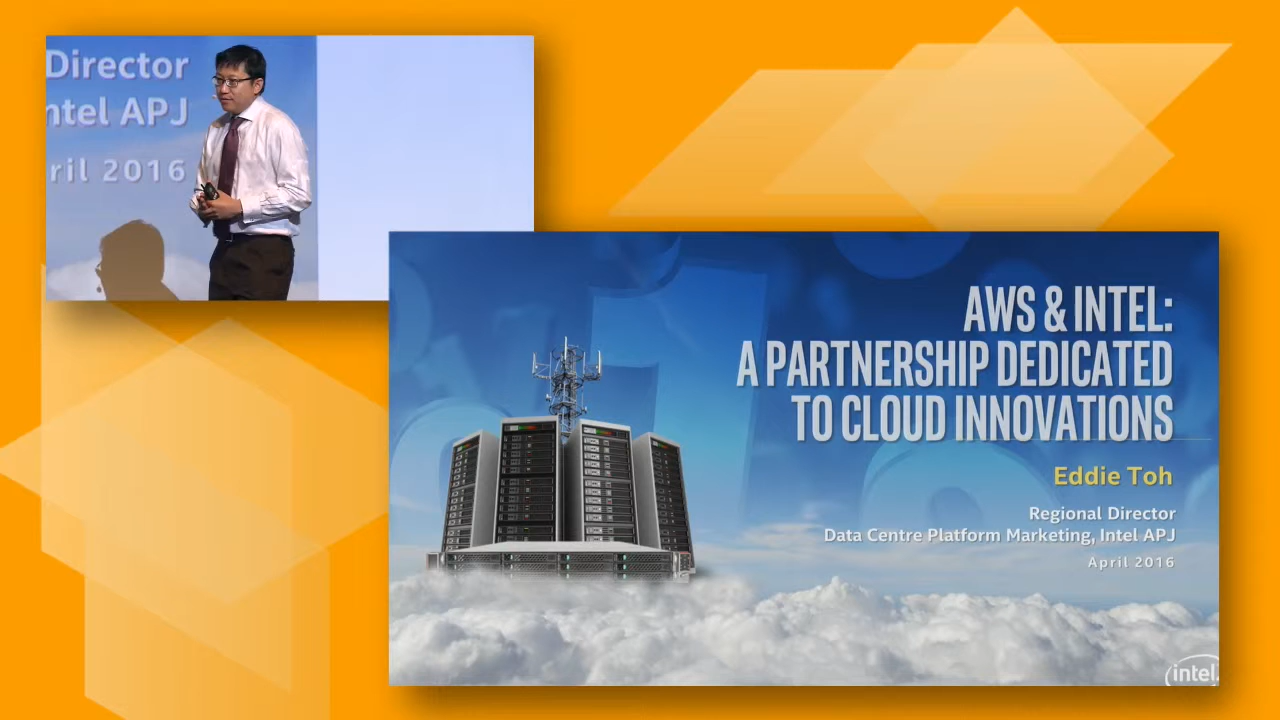 Director
ntel APJ
ril 2016
AWS & INTEL:
A PARTNERSHIP DEDICATED
TO CLOUD INNOVATIONS
Eddie Toh
Regional Director
Data Centre Platform Marketing, Intel APJ
April 2016
intel